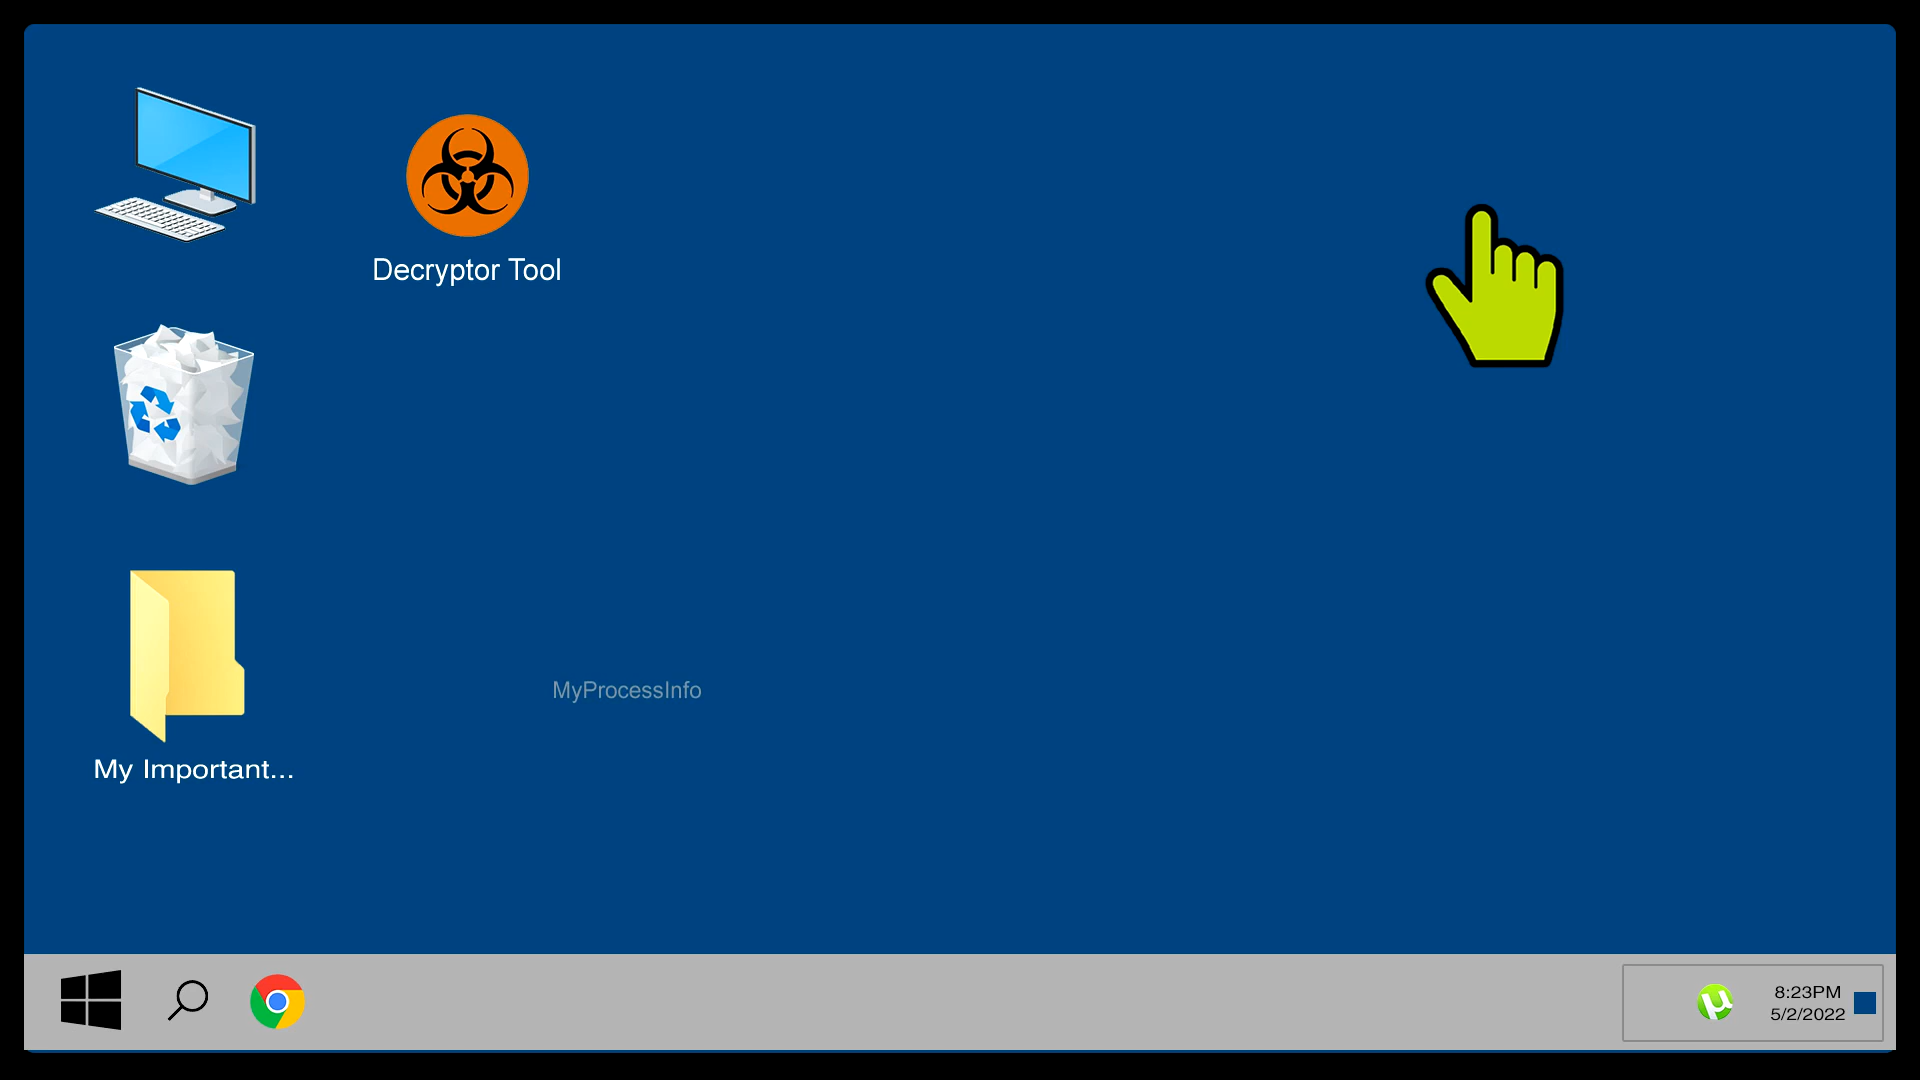 Decryptor Tool
MyProcessInfo
My Important...
8:23PM
5/2/2022